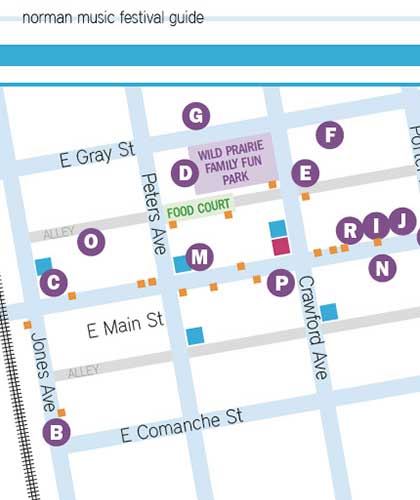 norman music festival guide
G
F
E Gray St
WILD PRAIRIE
FAMILY FUN
PARK
D
E
Peters Ave
FOOD COURT
ALLEY
O
R
I
J
M
C
N
P
E Main St
Crawford Ave
Jones Ave
ALLEY
B
E Comanche St